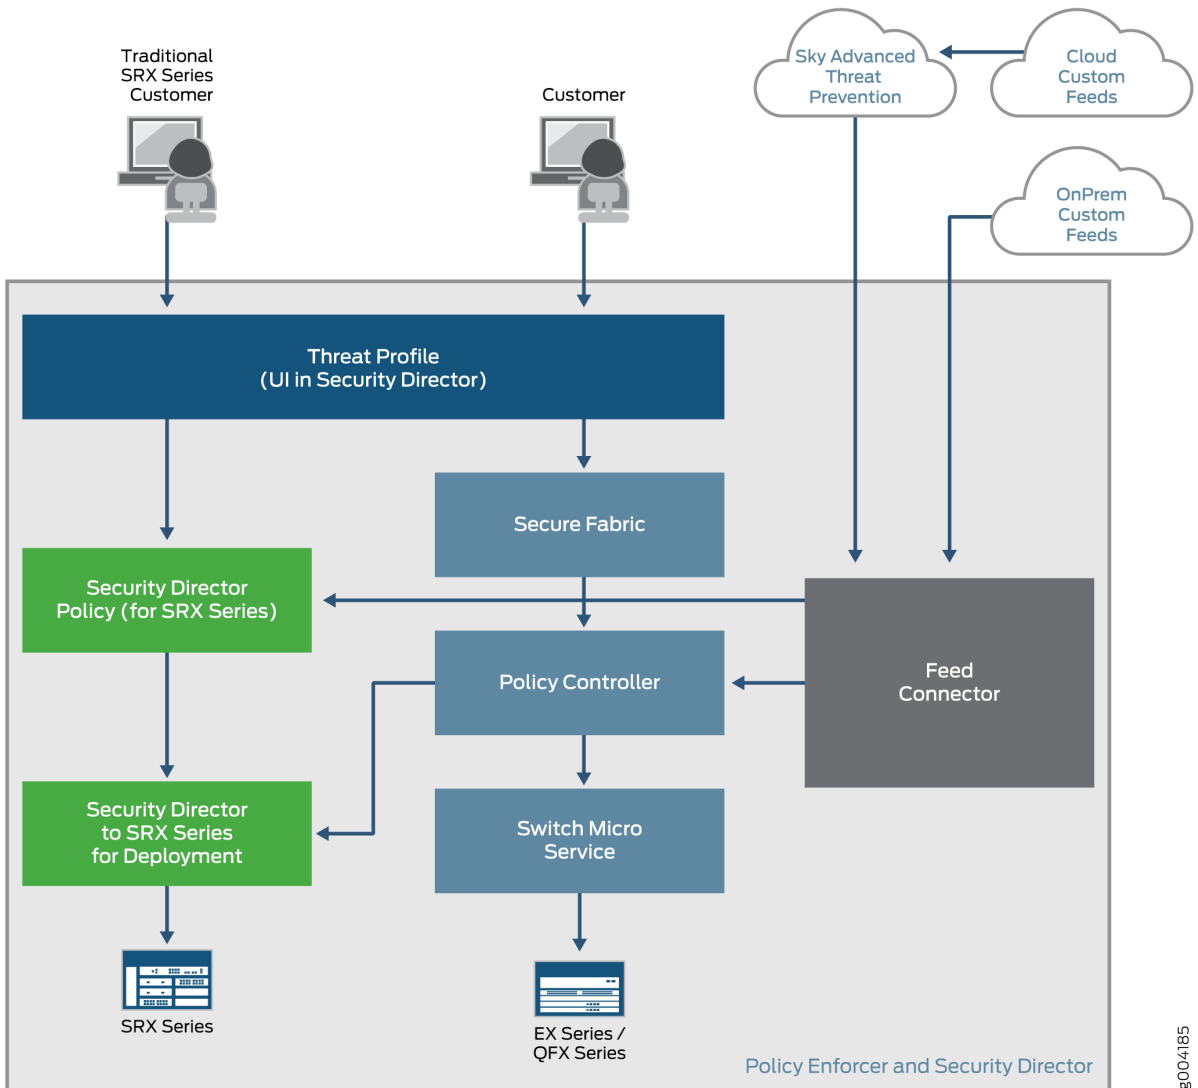 Traditional
SRX Series
Customer
Customer
Sky Advanced
Threat
Prevention
Cloud
Custom
Feeds
OnPrem
Custom
Feeds
Threat Profile
(UI in Security Director)
Secure Fabric
Security Director
Policy (for SRX Series)
Policy Controller
Feed
Connector
Security Director
to SRX Series
for Deployment
Switch Micro
Service
SRX Series
EX Series /
QFX Series
Policy Enforcer and Security Director
g004185